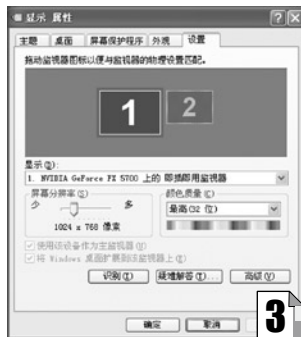 显示 属性
主题 桌面 屏幕保护程序 外观 设置
拖动监视器图标以便与监视器的物理设置匹配。
1 2
显示(D):
1. NVIDIA GeForce FX 5700 上的 即插即用监视器
屏幕分辨率(S) 颜色质量(C)
少 多 最高(32 位)
1024 x 768 像素
使用该设备作为主监视器(U)
将 Windows 桌面扩展到该监视器上(E)
识别(I) 疑难解答(T)... 高级(V)
确定 取消
3